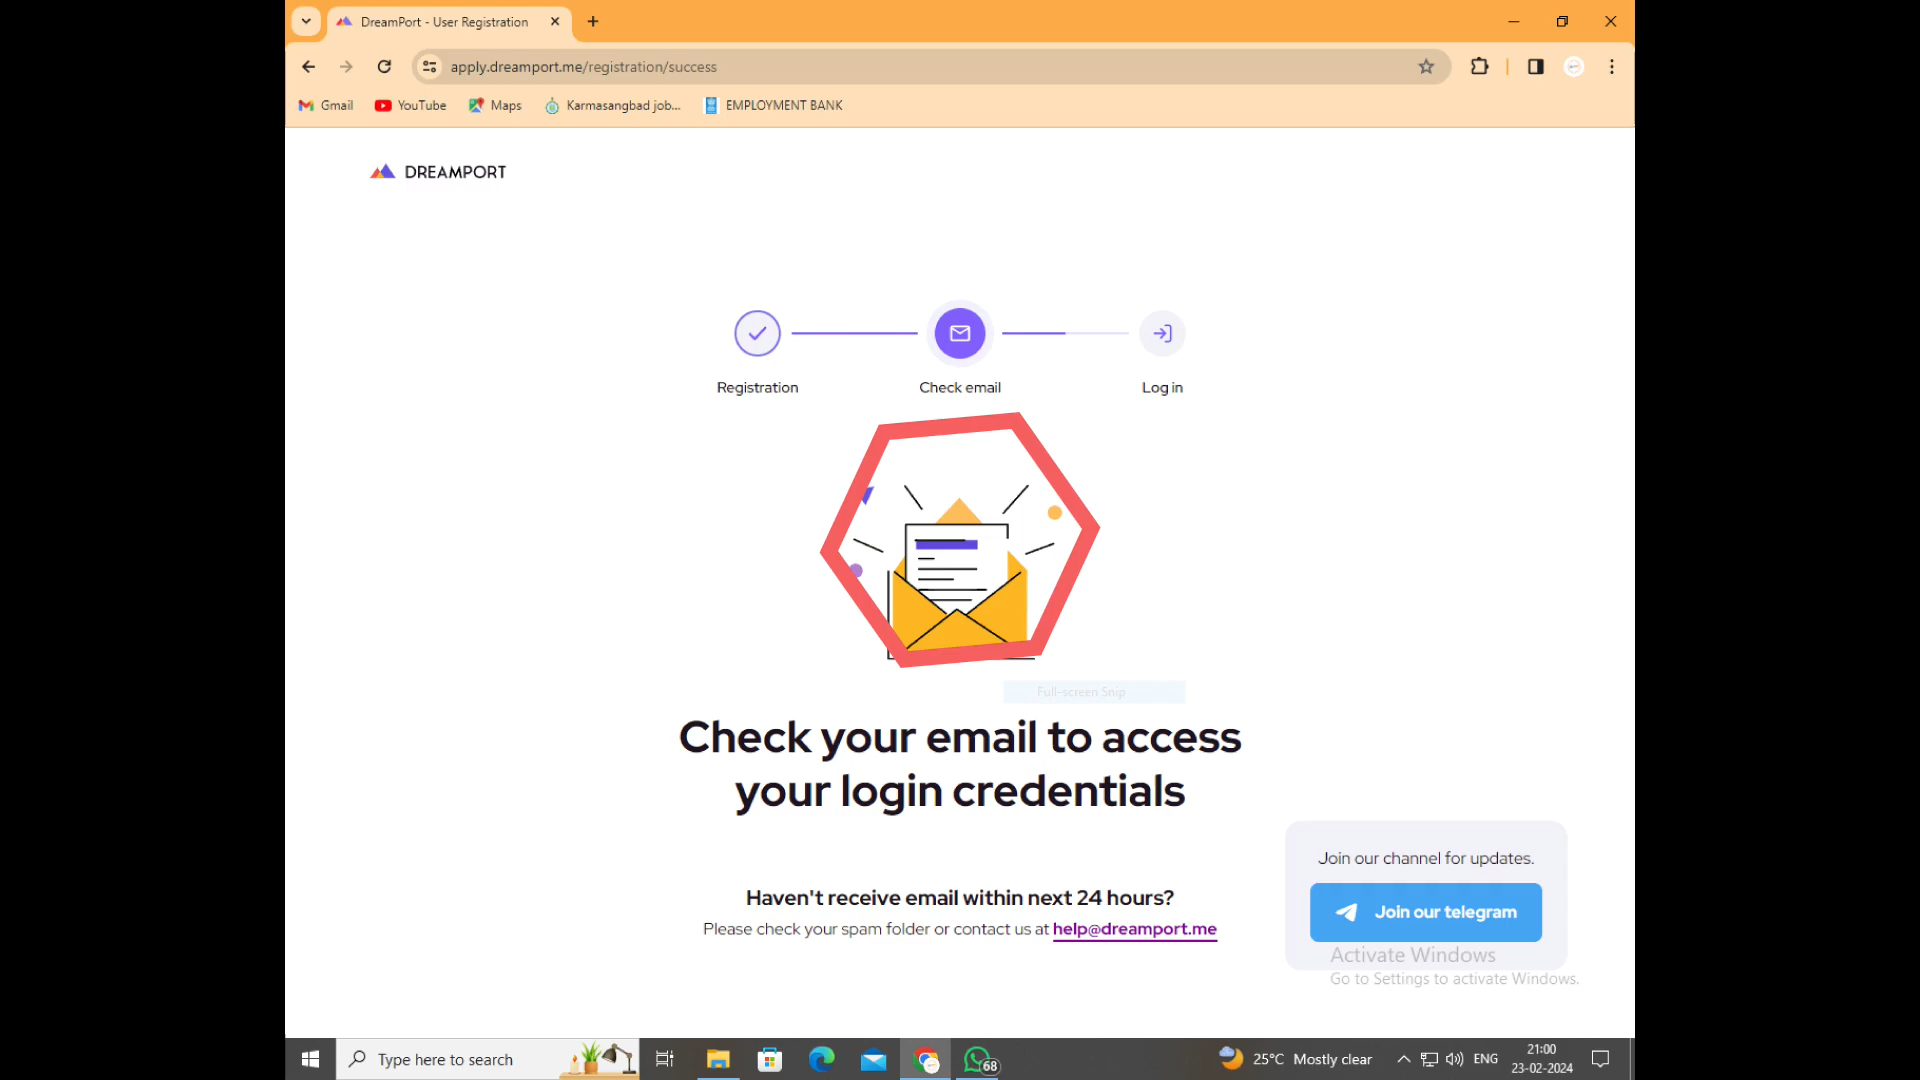 DreamPort - User Registration
apply.dreamport.me/registration/success
Gmail YouTube Maps Karmasangbad job... EMPLOYMENT BANK
DREAMPORT
Registration Check email Log in
Full-screen Snip
Check your email to access
your login credentials
Haven't receive email within next 24 hours?
Please check your spam folder or contact us at help@dreamport.me
Join our channel for updates.
Join our telegram
Activate Windows
Go to Settings to activate Windows.
Type here to search
68
25°C Mostly clear
ENG
21:00
23-02-2024